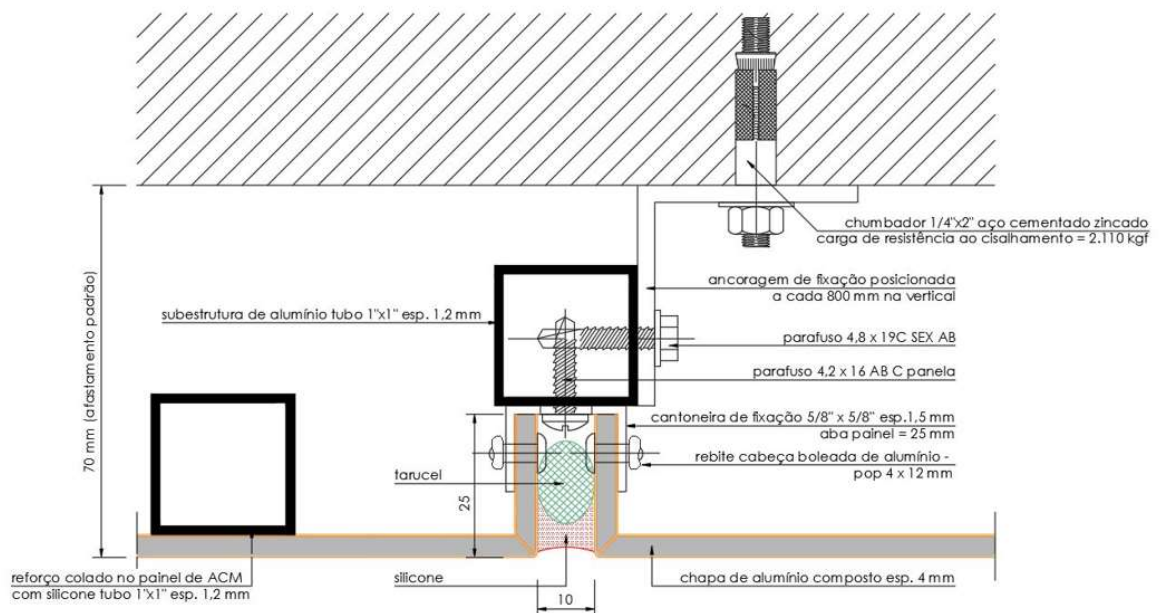 chumbador 1/4"x2" aço cementado zincado
carga de resistência ao cisalhamento = 2.110 kgf
ancoragem de fixação posicionada
a cada 800 mm na vertical
subestrutura de alumínio tubo 1"x1" esp. 1,2 mm
parafuso 4,8 x 19C SEX AB
parafuso 4,2 x 16 AB C panela
cantoneira de fixação 5/8" x 5/8" esp.1,5 mm
aba painel = 25 mm
rebite cabeça boleada de alumínio -
pop 4 x 12 mm
70 mm (afastamento padrão)
tarucel
25
reforço colado no painel de ACM
com silicone tubo 1"x1" esp. 1,2 mm
silicone
10
chapa de alumínio composto esp. 4 mm